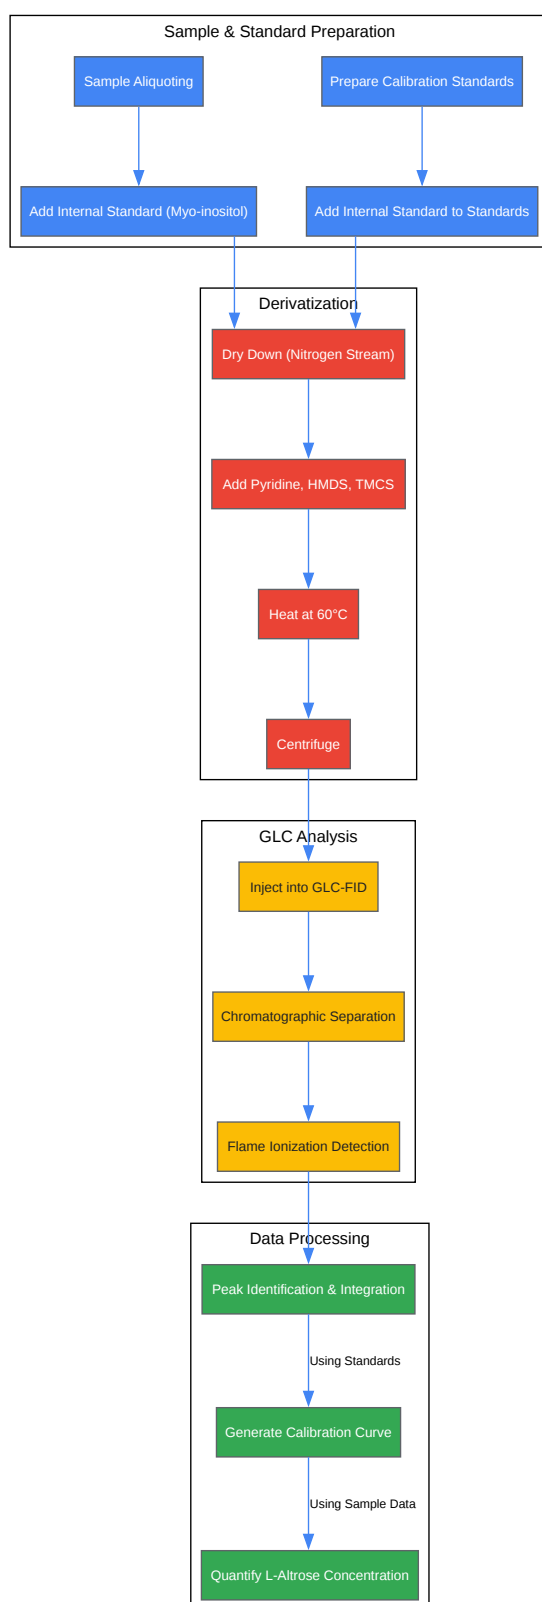 Sample & Standard Preparation
Sample Aliquoting
Prepare Calibration Standards
Add Internal Standard (Myo-inositol)
Add Internal Standard to Standards
Derivatization
Dry Down (Nitrogen Stream)
Add Pyridine, HMDS, TMCS
Heat at 60°C
Centrifuge
GLC Analysis
Inject into GLC-FID
Chromatographic Separation
Flame Ionization Detection
Data Processing
Peak Identification & Integration
Using Standards
Generate Calibration Curve
Using Sample Data
Quantify L-Altrose Concentration